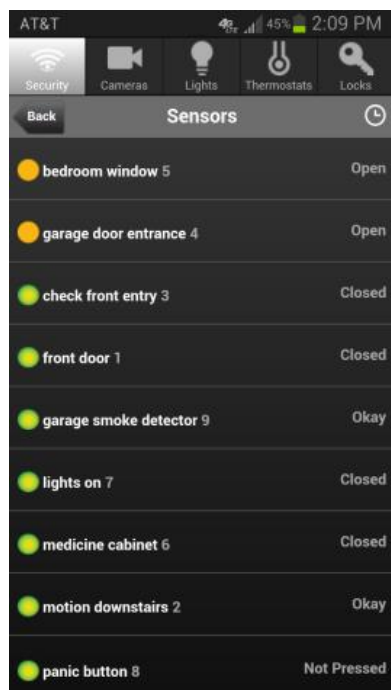 AT&T 4G LTE 45% 2:09 PM
Security Cameras Lights Thermostats Locks
Back Sensors
bedroom window 5 Open
garage door entrance 4 Open
check front entry 3 Closed
front door 1 Closed
garage smoke detector 9 Okay
lights on 7 Closed
medicine cabinet 6 Closed
motion downstairs 2 Okay
panic button 8 Not Pressed